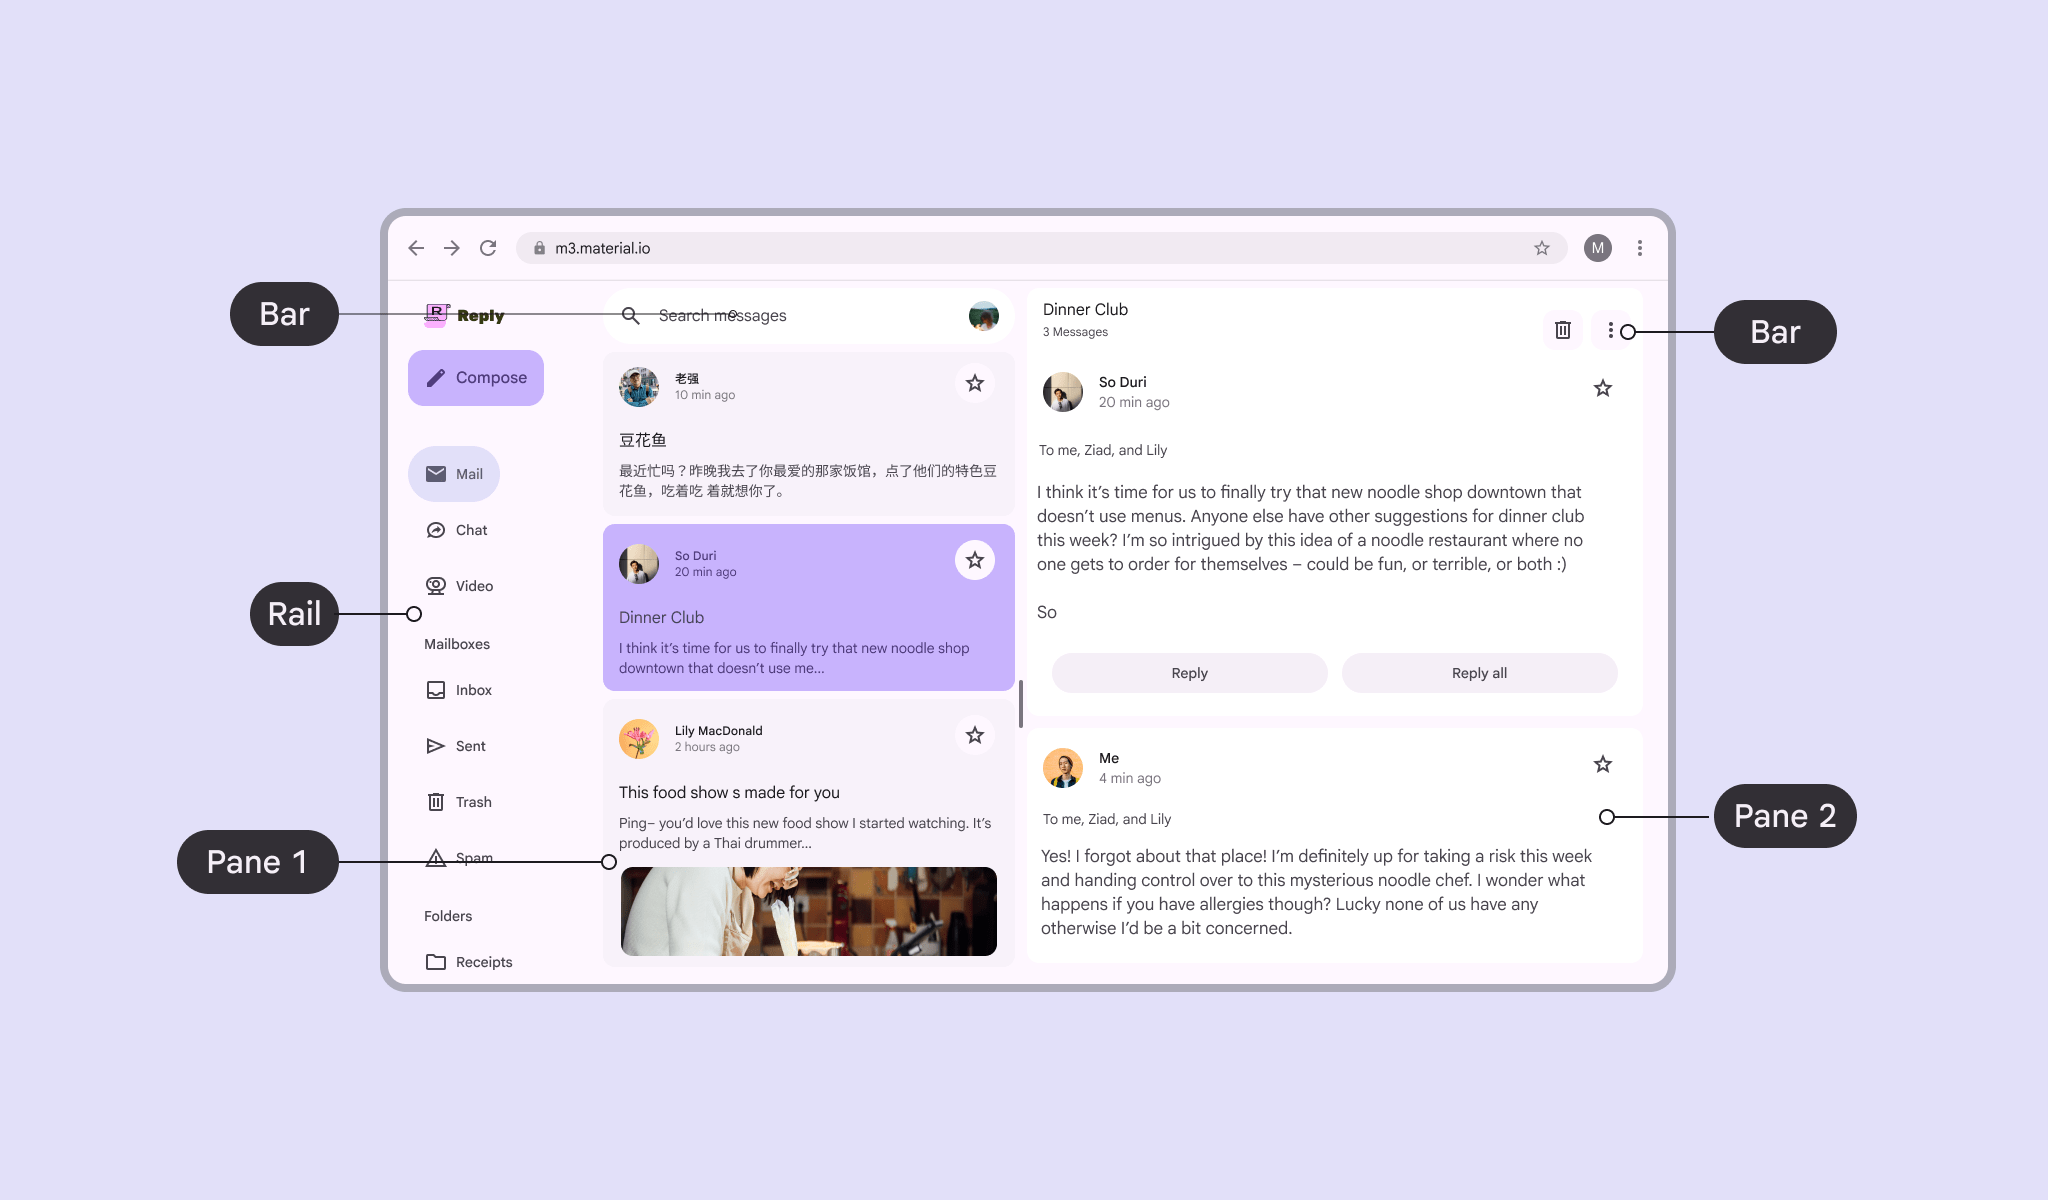 m3.material.io
M
Bar
Rail
Pane 1
R
Reply
Compose
Mail
Chat
Video
Mailboxes
Inbox
Sent
Trash
Spam
Folders
Receipts
Search messages
老强
10 min ago
豆花鱼
最近忙吗？昨晚我去了你最爱的那家饭馆，点了他们的特色豆
花鱼，吃着吃 着就想你了。
So Duri
20 min ago
Dinner Club
I think it’s time for us to finally try that new noodle shop
downtown that doesn’t use me...
Lily MacDonald
2 hours ago
This food show s made for you
Ping– you’d love this new food show I started watching. It’s
produced by a Thai drummer...
Dinner Club
3 Messages
So Duri
20 min ago
To me, Ziad, and Lily
I think it’s time for us to finally try that new noodle shop downtown that
doesn’t use menus. Anyone else have other suggestions for dinner club
this week? I’m so intrigued by this idea of a noodle restaurant where no
one gets to order for themselves – could be fun, or terrible, or both :)
So
Reply
Reply all
Me
4 min ago
To me, Ziad, and Lily
Yes! I forgot about that place! I’m definitely up for taking a risk this week
and handing control over to this mysterious noodle chef. I wonder what
happens if you have allergies though? Lucky none of us have any
otherwise I’d be a bit concerned.
Bar
Pane 2